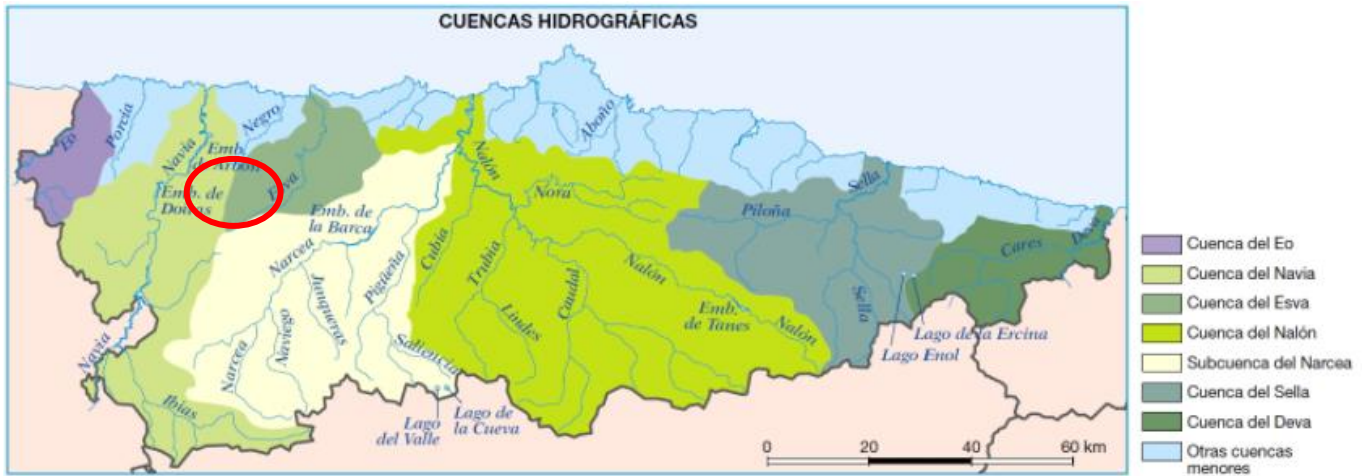 CUENCAS HIDROGRÁFICAS
Eo
Porcía
Navia
Negro
Emb.
de Arbón
Esva
Emb. de
Doiras
Emb. de
la Barca
Narcea
Junqueras
Pigüeña
Cubia
Nalón
Nora
Aboño
Trubia
Lindes
Caudal
Nalón
Emb.
de Tanes
Nalón
Piloña
Sella
Sella
Cares
Deva
Lago de la Ercina
Lago Enol
Navia
Ibias
Narcea
Naviego
Saliencia
Lago
del Valle
Lago de
la Cueva
0 20 40 60 km
Cuenca del Eo
Cuenca del Navia
Cuenca del Esva
Cuenca del Nalón
Subcuenca del Narcea
Cuenca del Sella
Cuenca del Deva
Otras cuencas
menores